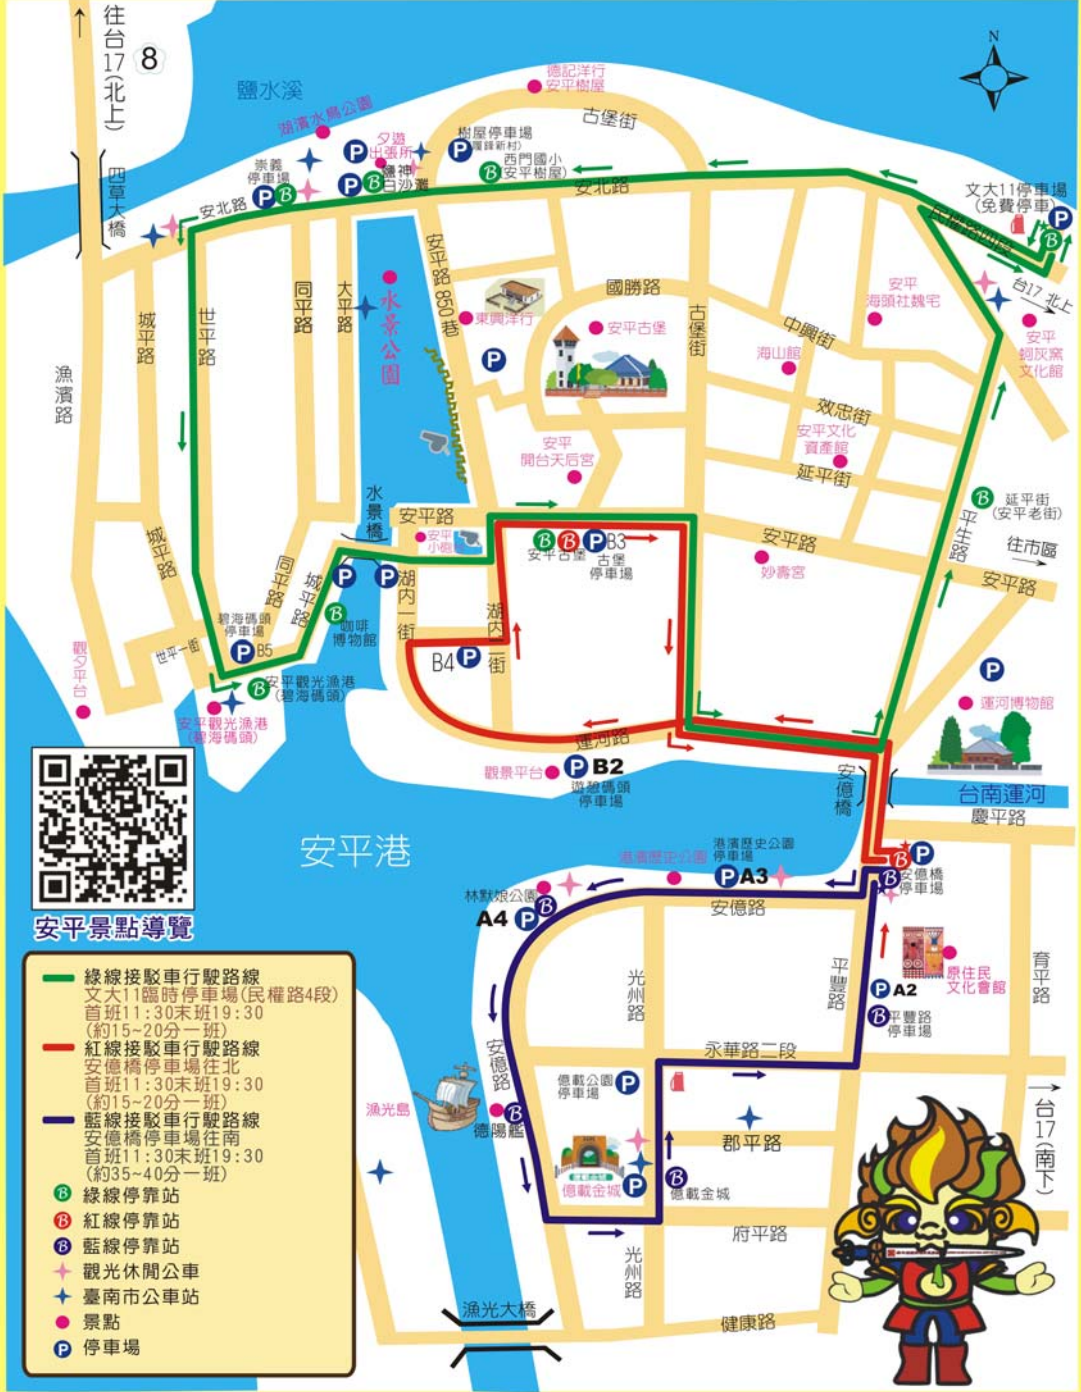 往台17(北上)
8
N
鹽水溪
德記洋行
安平樹屋
湖濱水鳥公園
夕遊
出張所
樹屋停車場
古堡街
崇義
停車場
鹽神
白沙灘
西門國小
(安平樹屋)
安北路
安北路
四草大橋
文大11停車場
(免費停車)
民權路四段
台17 北上
安平路850巷
國勝路
安平
海頭社魏宅
大平路
同平路
水景公園
東興洋行
安平古堡
古堡街
中興街
安平
蚵灰窯
文化館
城平路
世平路
海山館
漁濱路
效忠街
安平文化
資產館
安平
開台天后宮
延平街
水景橋
延平街
(安平老街)
平生路
安平路
安平
小砲
安平古堡
B3
古堡
停車場
安平路
往市區
妙壽宮
安平路
城平路
同平路
城平路
湖內一街
湖內二街
咖啡
博物館
碧海碼頭
停車場
B5
世平一街
B4
觀夕平台
安平觀光漁港
(碧海碼頭)
安平觀光漁港
(碧海碼頭)
運河博物館
運河路
觀景平台
B2
遊憩碼頭
停車場
安億橋
台南運河
慶平路
安平港
港濱歷史公園
港濱歷史公園
停車場
A3
安億橋
停車場
林默娘公園
A4
安億路
安平景點導覽
光州路
平豐路
原住民
文化會館
育平路
A2
平豐路
停車場
安億路
永華路二段
億載公園
停車場
漁光島
德陽艦
郡平路
台17(南下)
億載金城
億載金城
府平路
光州路
漁光大橋
健康路
綠線接駁車行駛路線
文大11臨時停車場(民權路4段)
首班11:30末班19:30
(約15~20分一班)
紅線接駁車行駛路線
安億橋停車場往北
首班11:30末班19:30
(約15~20分一班)
藍線接駁車行駛路線
安億橋停車場往南
首班11:30末班19:30
(約35~40分一班)
B 綠線停靠站
B 紅線停靠站
B 藍線停靠站
觀光休閒公車
臺南市公車站
景點
P 停車場